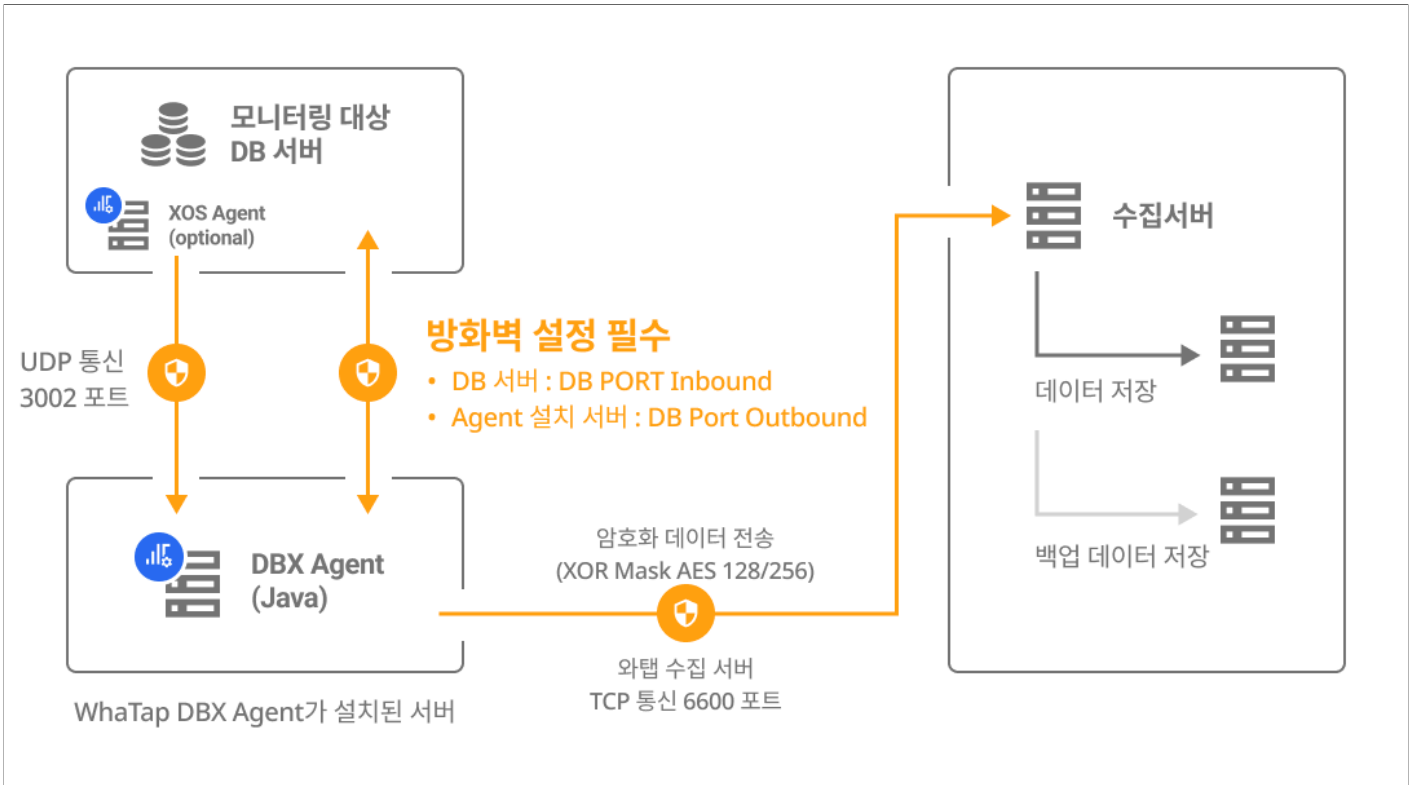 모니터링 대상
DB 서버
XOS Agent
(optional)
UDP 통신
3002 포트
방화벽 설정 필수
• DB 서버 : DB PORT Inbound
• Agent 설치 서버 : DB Port Outbound
DBX Agent
(Java)
WhaTap DBX Agent가 설치된 서버
암호화 데이터 전송
(XOR Mask AES 128/256)
와탭 수집 서버
TCP 통신 6600 포트
수집서버
데이터 저장
백업 데이터 저장